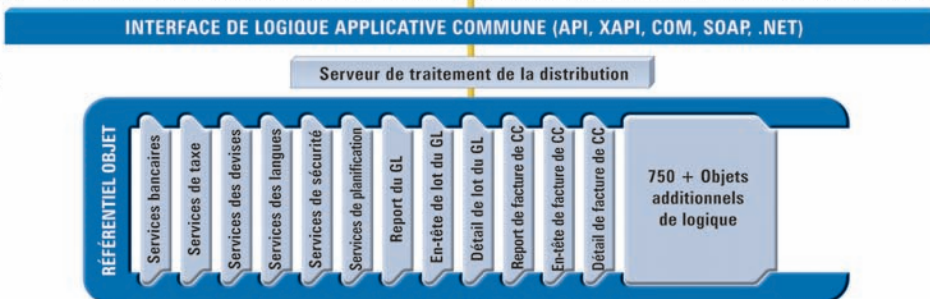 INTERFACE DE LOGIQUE APPLICATIVE COMMUNE (API, XAPI, COM, SOAP, .NET)
Serveur de traitement de la distribution
RÉFÉRENTIEL OBJET
Services bancaires
Services de taxe
Services des devises
Services des langues
Services de sécurité
Services de planification
Report du GL
En-tête de lot du GL
Détail de lot du GL
Report de facture de CC
En-tête de facture de CC
Détail de facture de CC
750 + Objets
additionnels
de logique